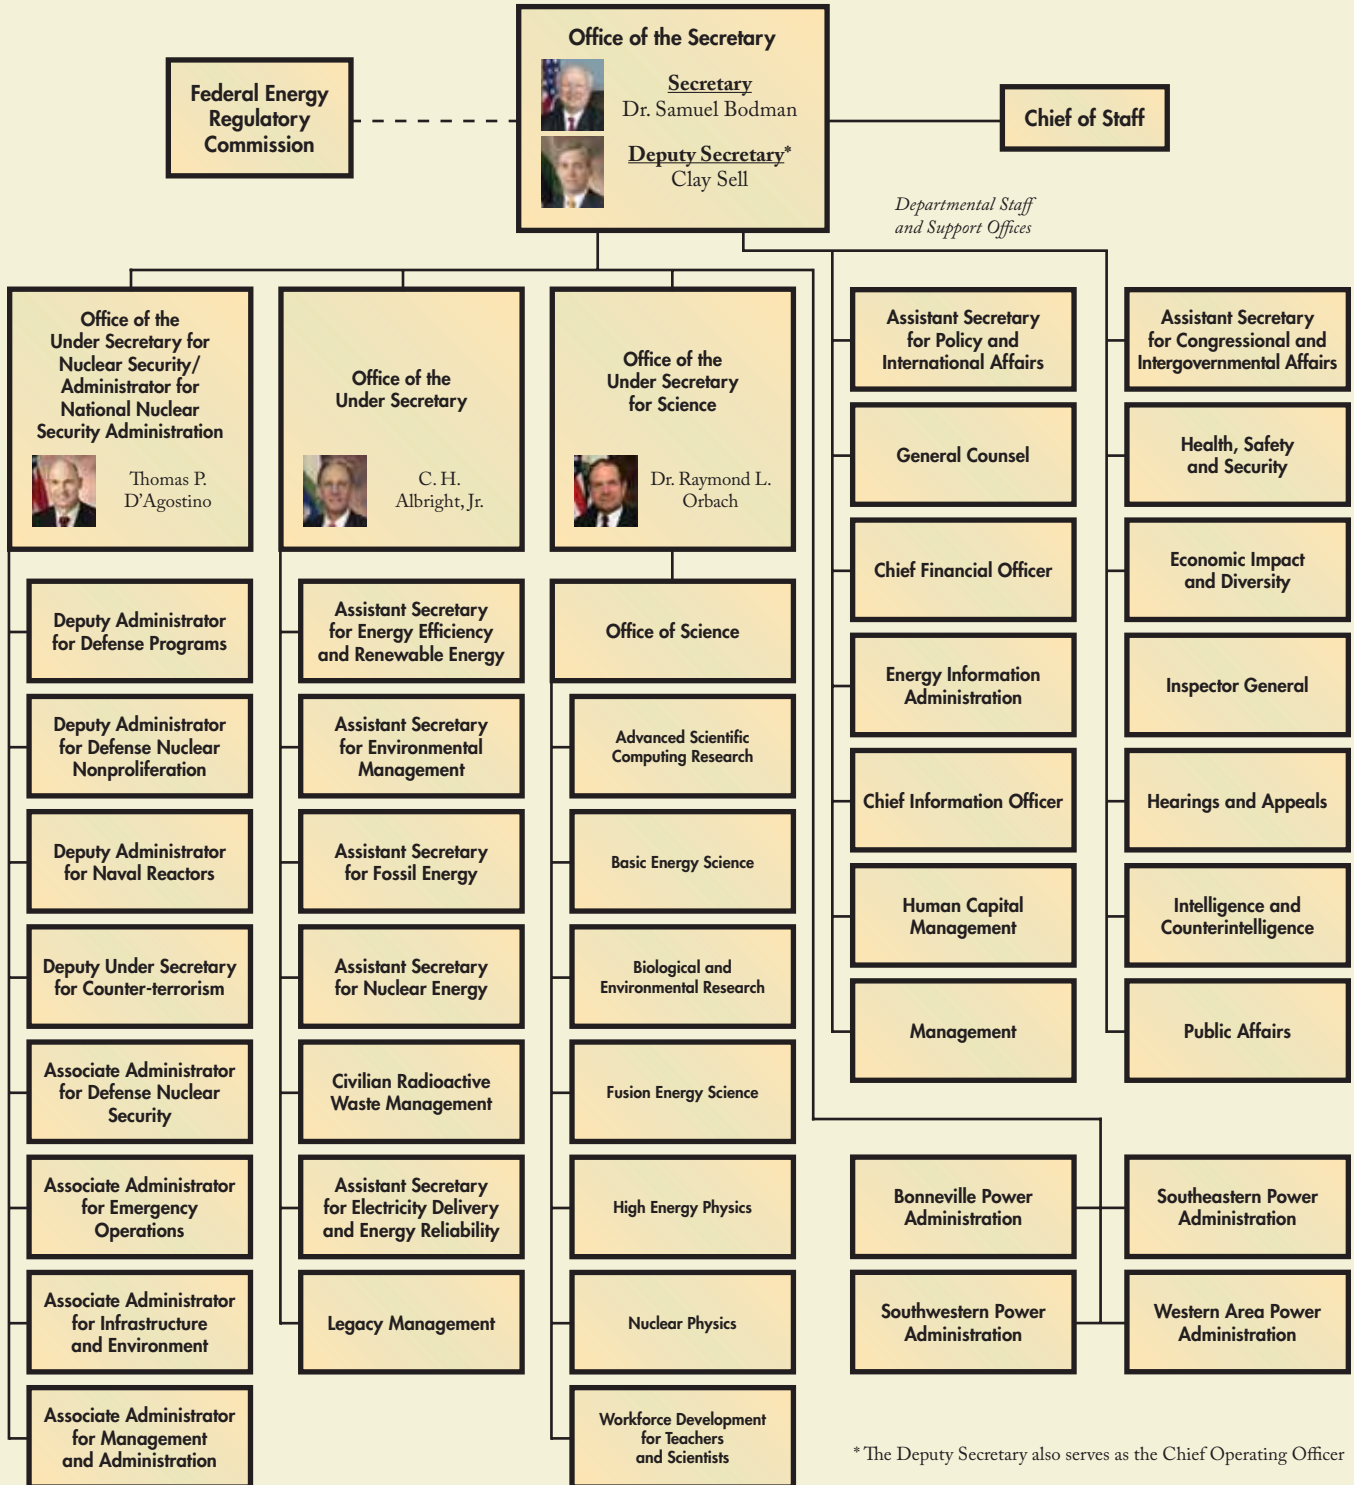 Office of the Secretary
Secretary
Dr. Samuel Bodman
Deputy Secretary*
Clay Sell
Federal Energy
Regulatory
Commission
Chief of Staff
Departmental Staff
and Support Offices
Office of the
Under Secretary for
Nuclear Security/
Administrator for
National Nuclear
Security Administration
Thomas P.
D'Agostino
Deputy Administrator
for Defense Programs
Deputy Administrator
for Defense Nuclear
Nonproliferation
Deputy Administrator
for Naval Reactors
Deputy Under Secretary
for Counter-terrorism
Associate Administrator
for Defense Nuclear
Security
Associate Administrator
for Emergency
Operations
Associate Administrator
for Infrastructure
and Environment
Associate Administrator
for Management
and Administration
Office of the
Under Secretary
C. H.
Albright, Jr.
Assistant Secretary
for Energy Efficiency
and Renewable Energy
Assistant Secretary
for Environmental
Management
Assistant Secretary
for Fossil Energy
Assistant Secretary
for Nuclear Energy
Civilian Radioactive
Waste Management
Assistant Secretary
for Electricity Delivery
and Energy Reliability
Legacy Management
Office of the
Under Secretary
for Science
Dr. Raymond L.
Orbach
Office of Science
Advanced Scientific
Computing Research
Basic Energy Science
Biological and
Environmental Research
Fusion Energy Science
High Energy Physics
Nuclear Physics
Workforce Development
for Teachers
and Scientists
Assistant Secretary
for Policy and
International Affairs
General Counsel
Chief Financial Officer
Energy Information
Administration
Chief Information Officer
Human Capital
Management
Management
Assistant Secretary
for Congressional and
Intergovernmental Affairs
Health, Safety
and Security
Economic Impact
and Diversity
Inspector General
Hearings and Appeals
Intelligence and
Counterintelligence
Public Affairs
Bonneville Power
Administration
Southeastern Power
Administration
Southwestern Power
Administration
Western Area Power
Administration
* The Deputy Secretary also serves as the Chief Operating Officer